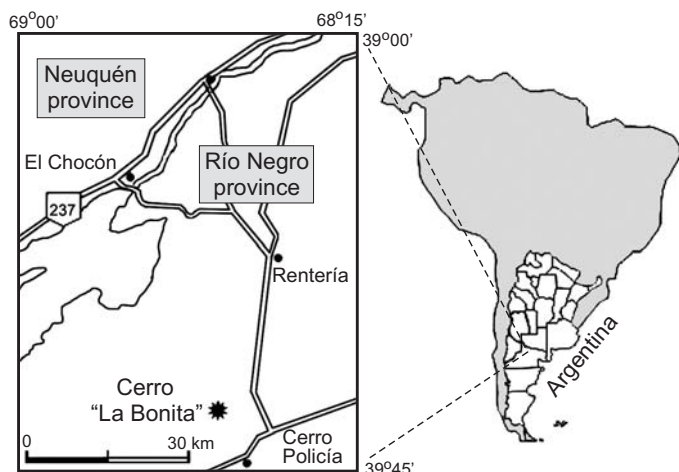 69°00’
68°15’
39°00’
Neuquén
province
El Chocón
Río Negro
province
237
Rentería
Argentina
Cerro
“La Bonita”
0
30 km
Cerro
Policía
39°45’